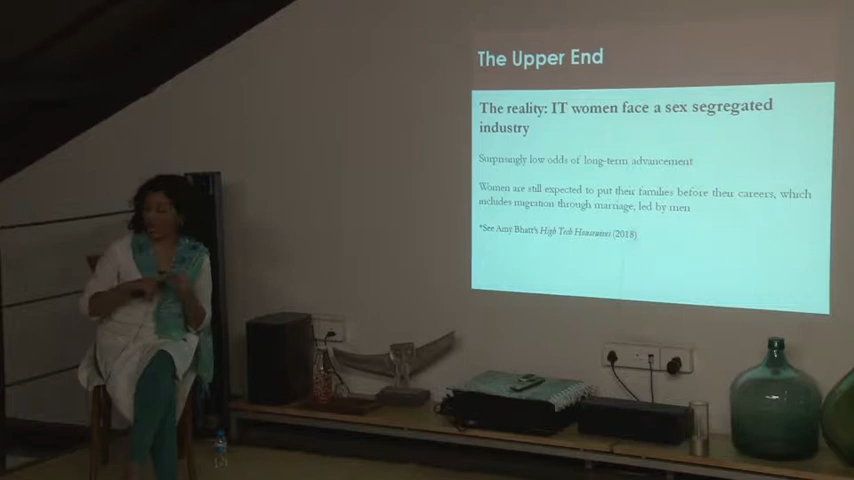 The Upper End
The reality: IT women face a sex segregated
industry
Surprisingly low odds of long-term advancement
Women are still expected to put their families before their careers, which
includes migration through marriage, led by men
*See Amy Bhatt's High Tech Housewives (2018)